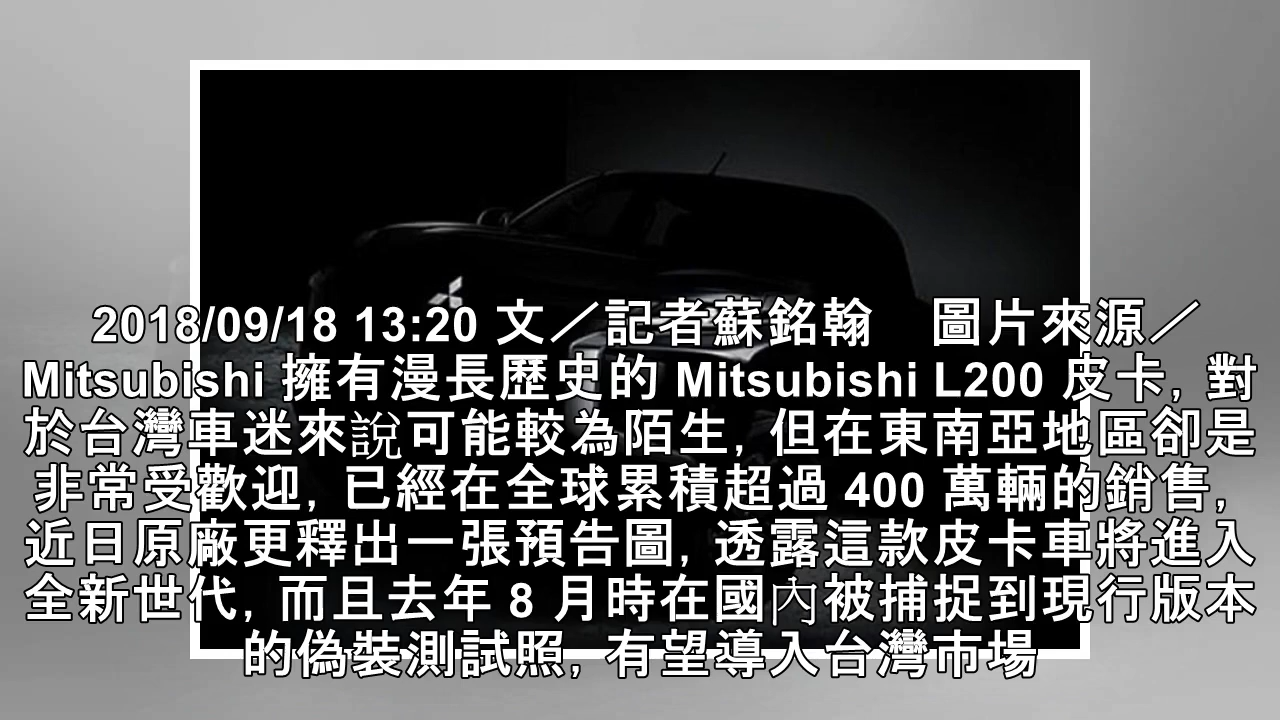 2018/09/18 13:20 文／記者蘇銘翰　圖片來源／
Mitsubishi 擁有漫長歷史的 Mitsubishi L200 皮卡, 對
於台灣車迷來說可能較為陌生, 但在東南亞地區卻是
非常受歡迎, 已經在全球累積超過 400 萬輛的銷售,
近日原廠更釋出一張預告圖, 透露這款皮卡車將進入
全新世代, 而且去年 8 月時在國內被捕捉到現行版本
的偽裝測試照, 有望導入台灣市場